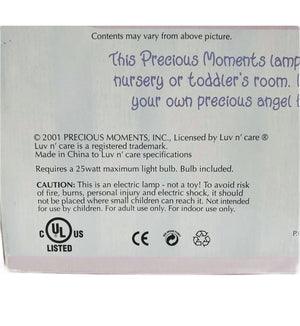 Contents may vary from above picture.
This Precious Moments lamp
nursery or toddler's room.
your own precious angel
© 2001 PRECIOUS MOMENTS, INC., Licensed by Luv n' care ®
Luv n' care is a registered trademark.
Made in China to Luv n' care specifications
Requires a 25watt maximum light bulb. Bulb included.
CAUTION: This is an electric lamp - not a toy! To avoid risk
of fire, burns, personal injury and electric shock, it should
not be placed where small children can reach it. Not intended
for use by children. For adult use only. For indoor use only.
C UL US
LISTED
CE
P.